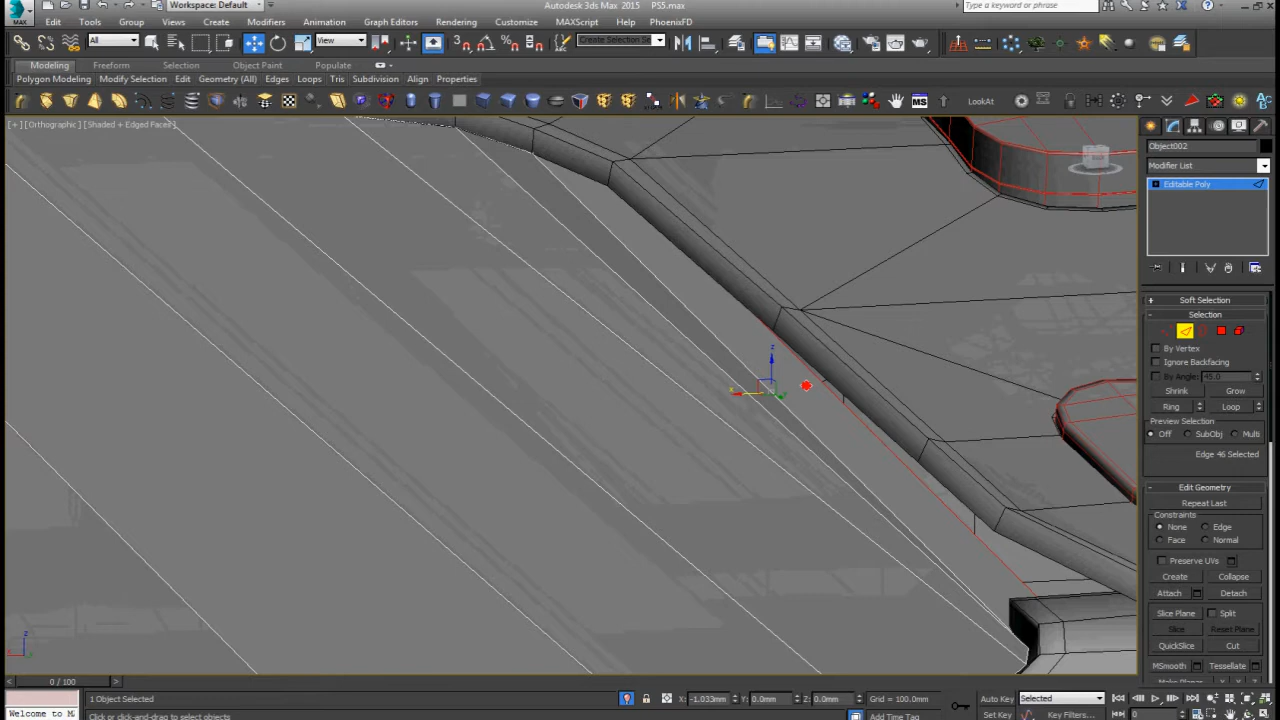 Autodesk 3ds Max 2015 PS5.max
Workspace: Default
Type a keyword or phrase
MAX
Edit Tools Group Views Create Modifiers Animation Graph Editors Rendering Customize MAXScript Help PhoenixFD
All
View
Create Selection Se
Modeling Freeform Selection Object Paint Populate
Polygon Modeling Modify Selection Edit Geometry (All) Edges Loops Tris Subdivision Align Properties
MS
LookAt
[+] [Orthographic] [Shaded + Edged Faces]
Object002
Modifier List
Editable Poly
Soft Selection
Selection
By Vertex
Ignore Backfacing
By Angle: 45.0
Shrink Grow
Ring Loop
Preview Selection
Off SubObj Multi
Edge 46 Selected
Edit Geometry
Repeat Last
Constraints
None Edge
Face Normal
Preserve UVs
Create Collapse
Attach Detach
Slice Plane Split
Slice Reset Plane
QuickSlice Cut
MSmooth Tessellate
0 / 100
1 Object Selected
X: -1.033mm Y: 0.0mm Z: 0.0mm Grid = 100.0mm
Auto Key Selected
Welcome to M
Click or click-and-drag to select objects
Add Time Tag
Set Key Key Filters... 0